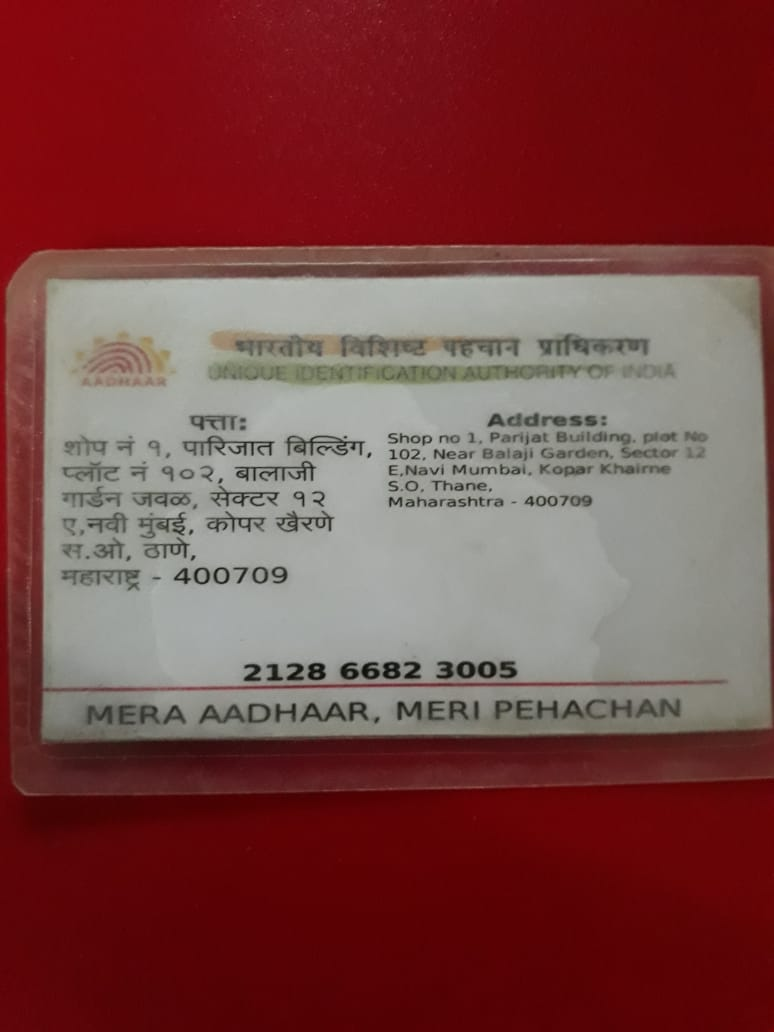 भारतीय विशिष्ट पहचान प्राधिकरण
AADHAAR
UNIQUE IDENTIFICATION AUTHORITY OF INDIA
पत्ता:
शोप नं १, पारिजात बिल्डिंग,
प्लॉट नं १०२, बालाजी
गार्डन जवळ, सेक्टर १२
ए,नवी मुंबई, कोपर खैरणे
स.ओ, ठाणे,
महाराष्ट्र - 400709
Address:
Shop no 1, Parijat Building, plot No
102, Near Balaji Garden, Sector 12
E,Navi Mumbai, Kopar Khairne
S.O, Thane,
Maharashtra - 400709
2128 6682 3005
MERA AADHAAR, MERI PEHACHAN